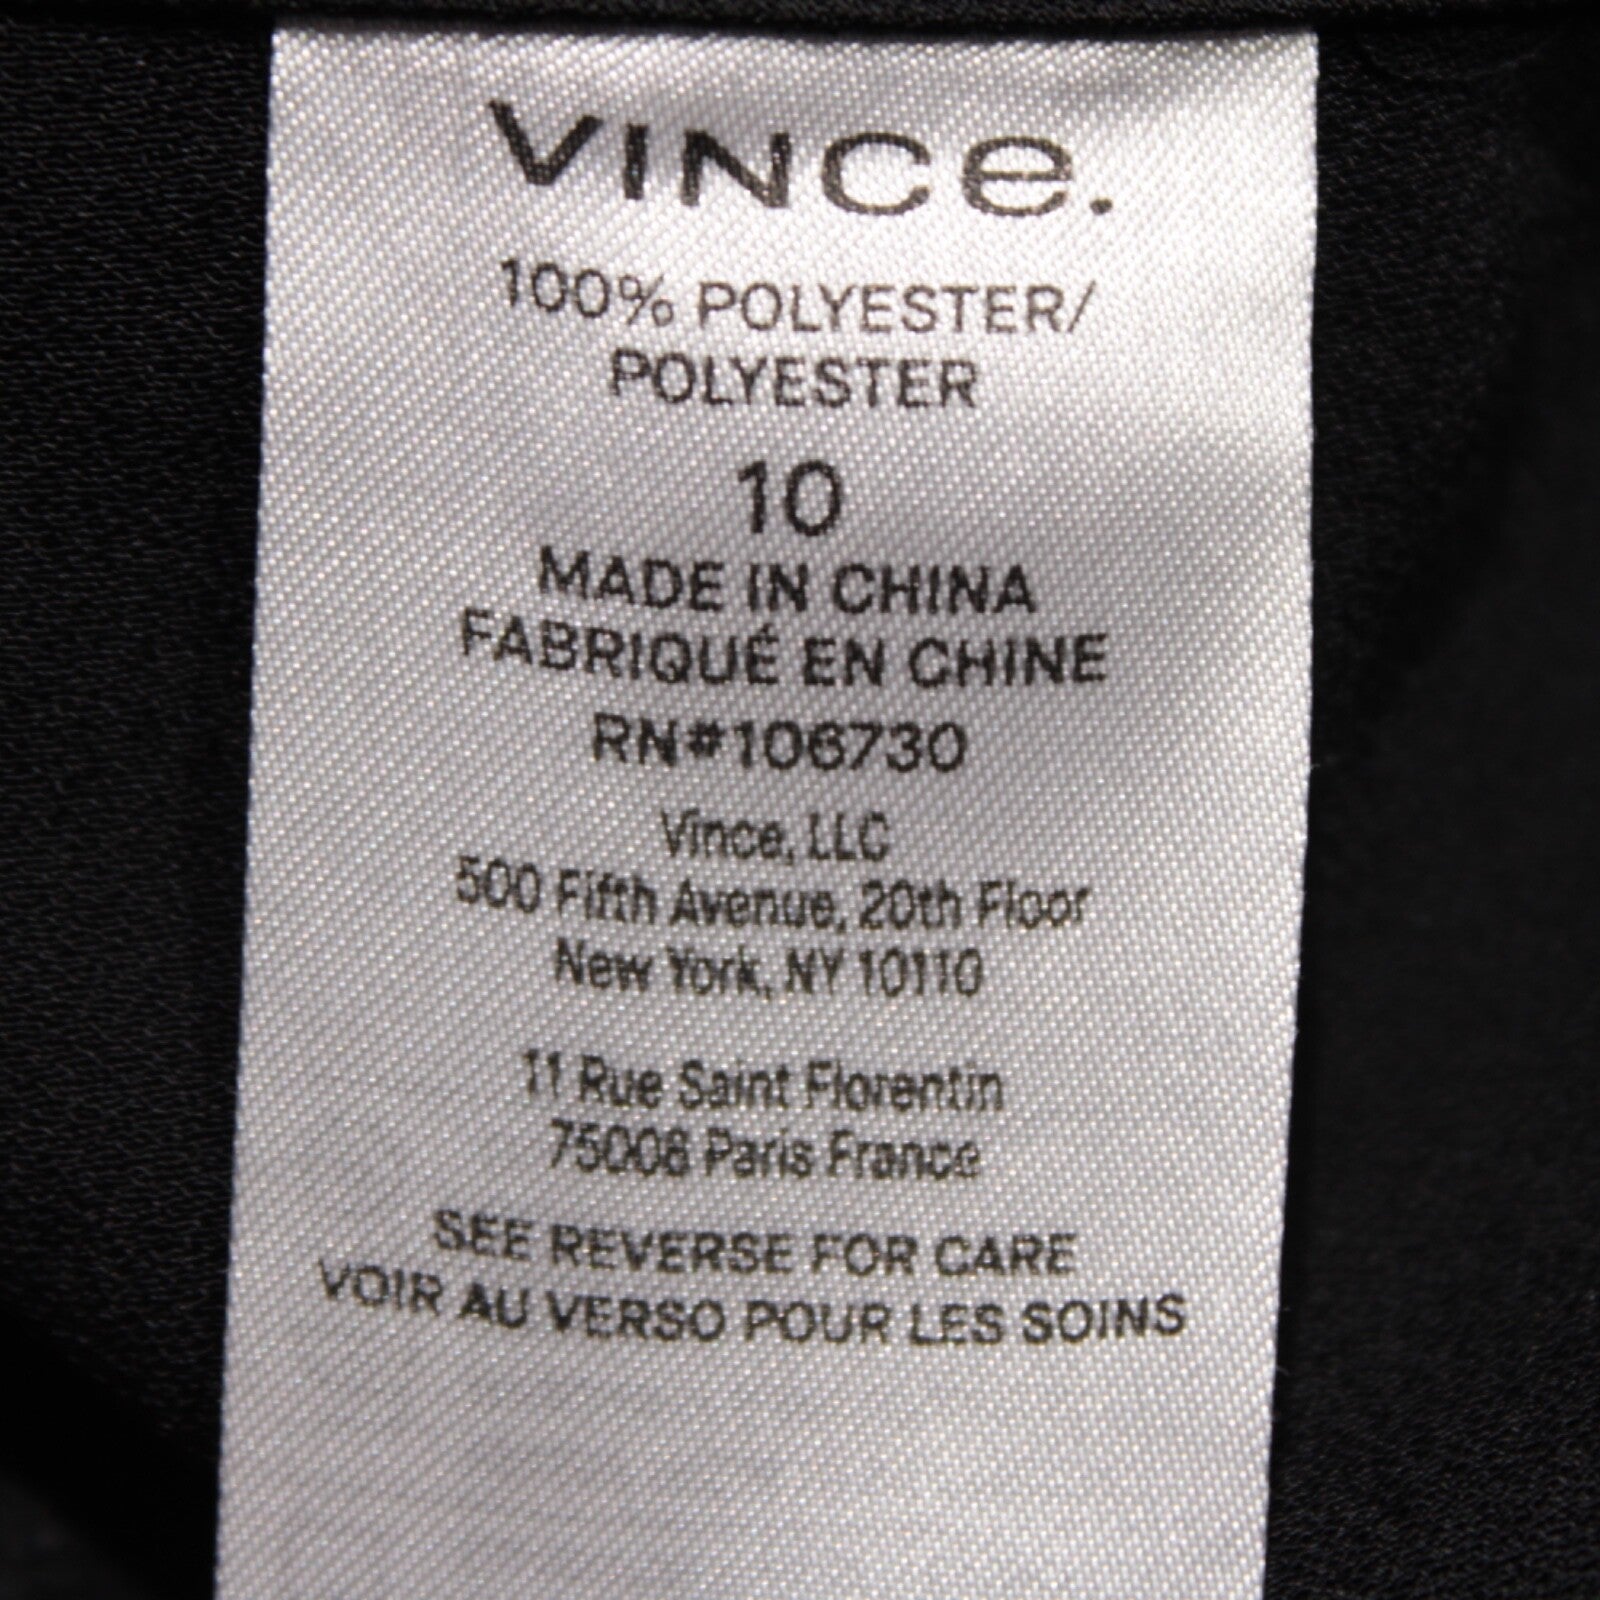 VINCe.
100% POLYESTER/
POLYESTER
10
MADE IN CHINA
FABRIQUÉ EN CHINE
RN#106730
Vince, LLC
500 Fifth Avenue, 20th Floor
New York, NY 10110
11 Rue Saint Florentin
75008 Paris France
SEE REVERSE FOR CARE
VOIR AU VERSO POUR LES SOINS